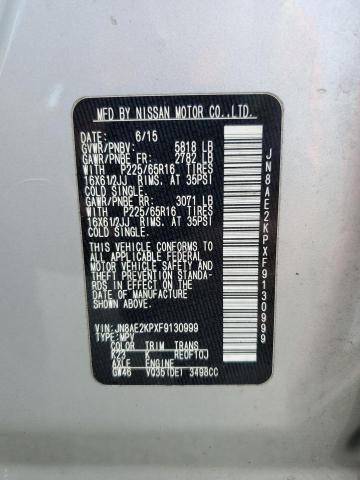 MFD BY NISSAN MOTOR CO.,LTD.
DATE: 6/15
GVWR/PNBV: 5818 LB
GAWR/PNBE FR: 2782 LB
WITH P225/65R16 TIRES
16X61/2JJ RIMS, AT 35PSI
COLD SINGLE.
GAWR/PNBE RR: 3071 LB
WITH P225/65R16 TIRES
16X61/2JJ RIMS, AT 35PSI
COLD SINGLE.
THIS VEHICLE CONFORMS TO
ALL APPLICABLE FEDERAL
MOTOR VEHICLE SAFETY AND
THEFT PREVENTION STANDA-
RDS IN EFFECT ON THE DATE
OF MANUFACTURE
SHOWN ABOVE.
VIN: JN8AE2KPXF9130999
TYPE: MPV
COLOR TRIM TRANS
K23 K RE0F10J
AXLE ENGINE
GW46 VQ35(DE) 3498CC
JN8AE2KPXF9130999